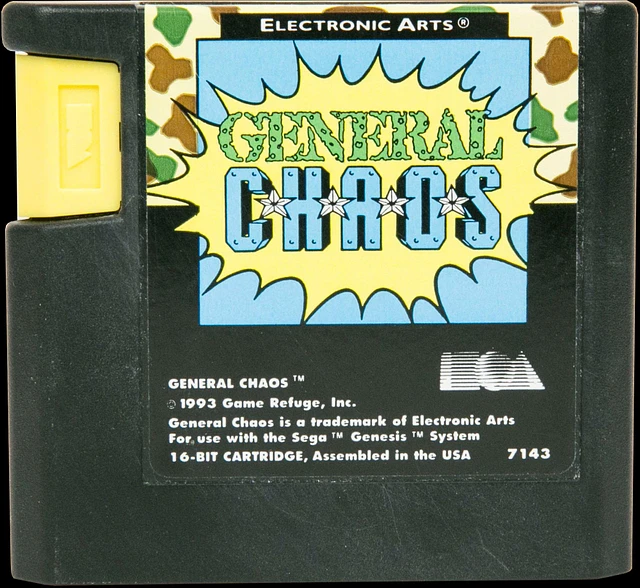 ELECTRONIC ARTS®
GENERAL
CHAOS
EA
GENERAL CHAOS™
© 1993 Game Refuge, Inc.
General Chaos is a trademark of Electronic Arts
For use with the Sega™ Genesis™ System
16-BIT CARTRIDGE, Assembled in the USA 7143